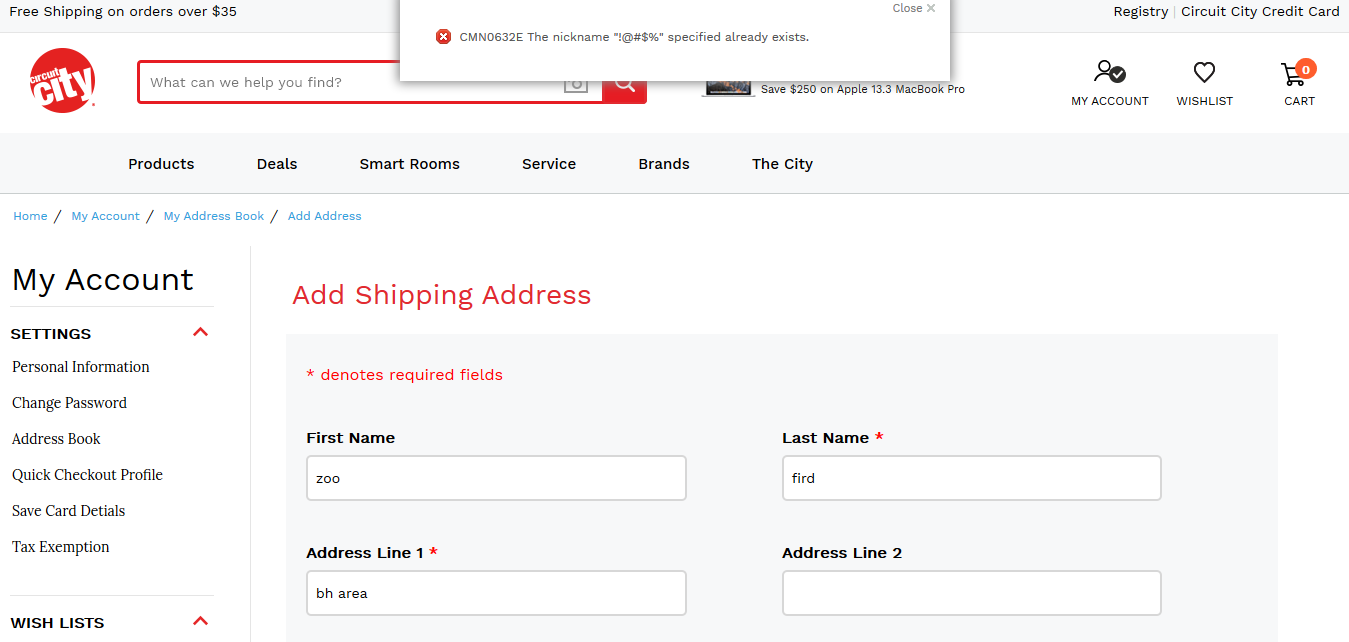 Free Shipping on orders over $35
Close
Registry | Circuit City Credit Card
CMN0632E The nickname "!@#$%" specified already exists.
circuit
city
What can we help you find?
Save $250 on Apple 13.3 MacBook Pro
0
MY ACCOUNT
WISHLIST
CART
Products
Deals
Smart Rooms
Service
Brands
The City
Home / My Account / My Address Book / Add Address
My Account
SETTINGS
Personal Information
Change Password
Address Book
Quick Checkout Profile
Save Card Detials
Tax Exemption
WISH LISTS
Add Shipping Address
* denotes required fields
First Name
Last Name *
zoo
fird
Address Line 1 *
Address Line 2
bh area